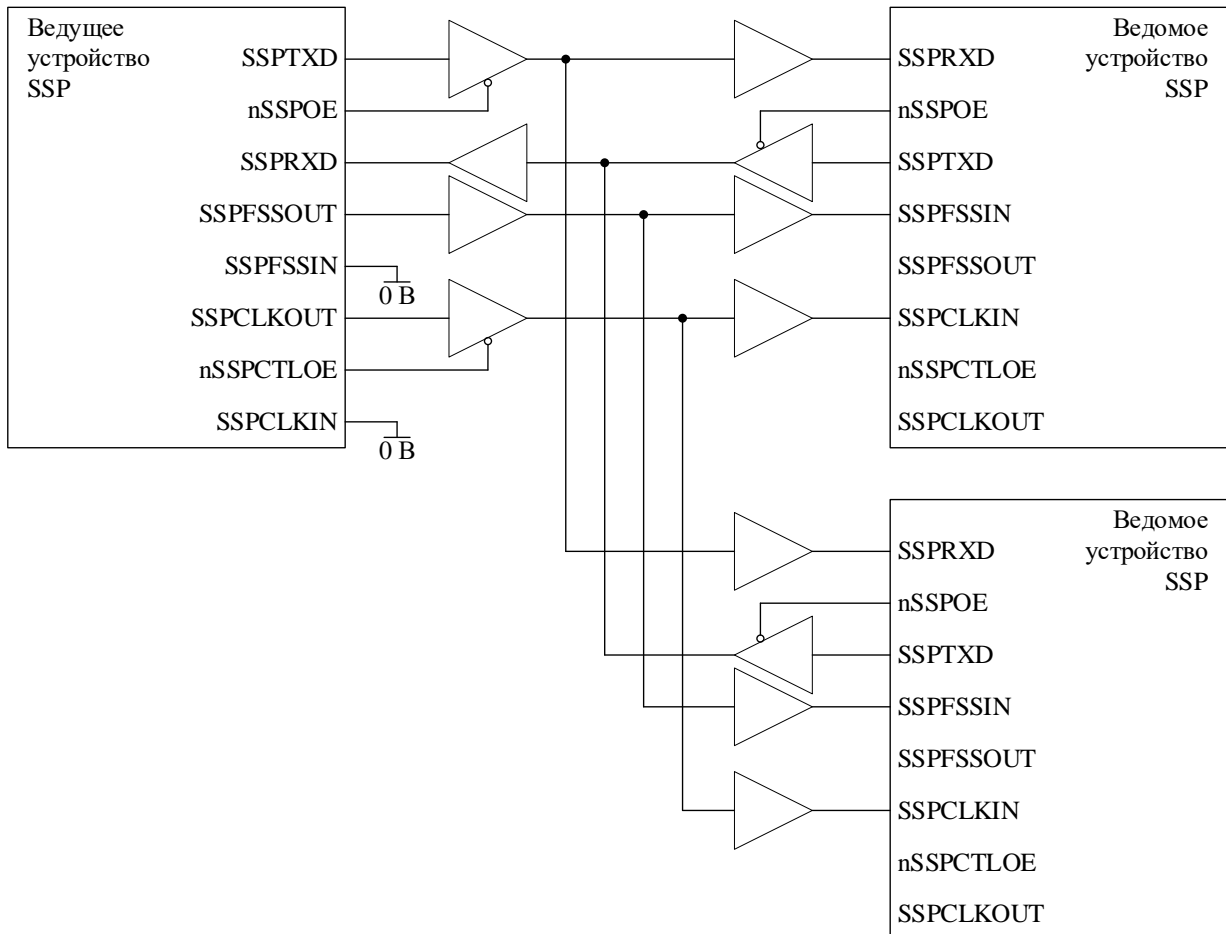 Ведущее
устройство
SSP
SSPTXD
nSSPOE
SSPRXD
SSPFSSOUT
SSPFSSIN
0 В
SSPCLKOUT
nSSPCTLOE
SSPCLKIN
0 В
Ведомое
устройство
SSP
SSPRXD
nSSPOE
SSPTXD
SSPFSSIN
SSPFSSOUT
SSPCLKIN
nSSPCTLOE
SSPCLKOUT
Ведомое
устройство
SSP
SSPRXD
nSSPOE
SSPTXD
SSPFSSIN
SSPFSSOUT
SSPCLKIN
nSSPCTLOE
SSPCLKOUT